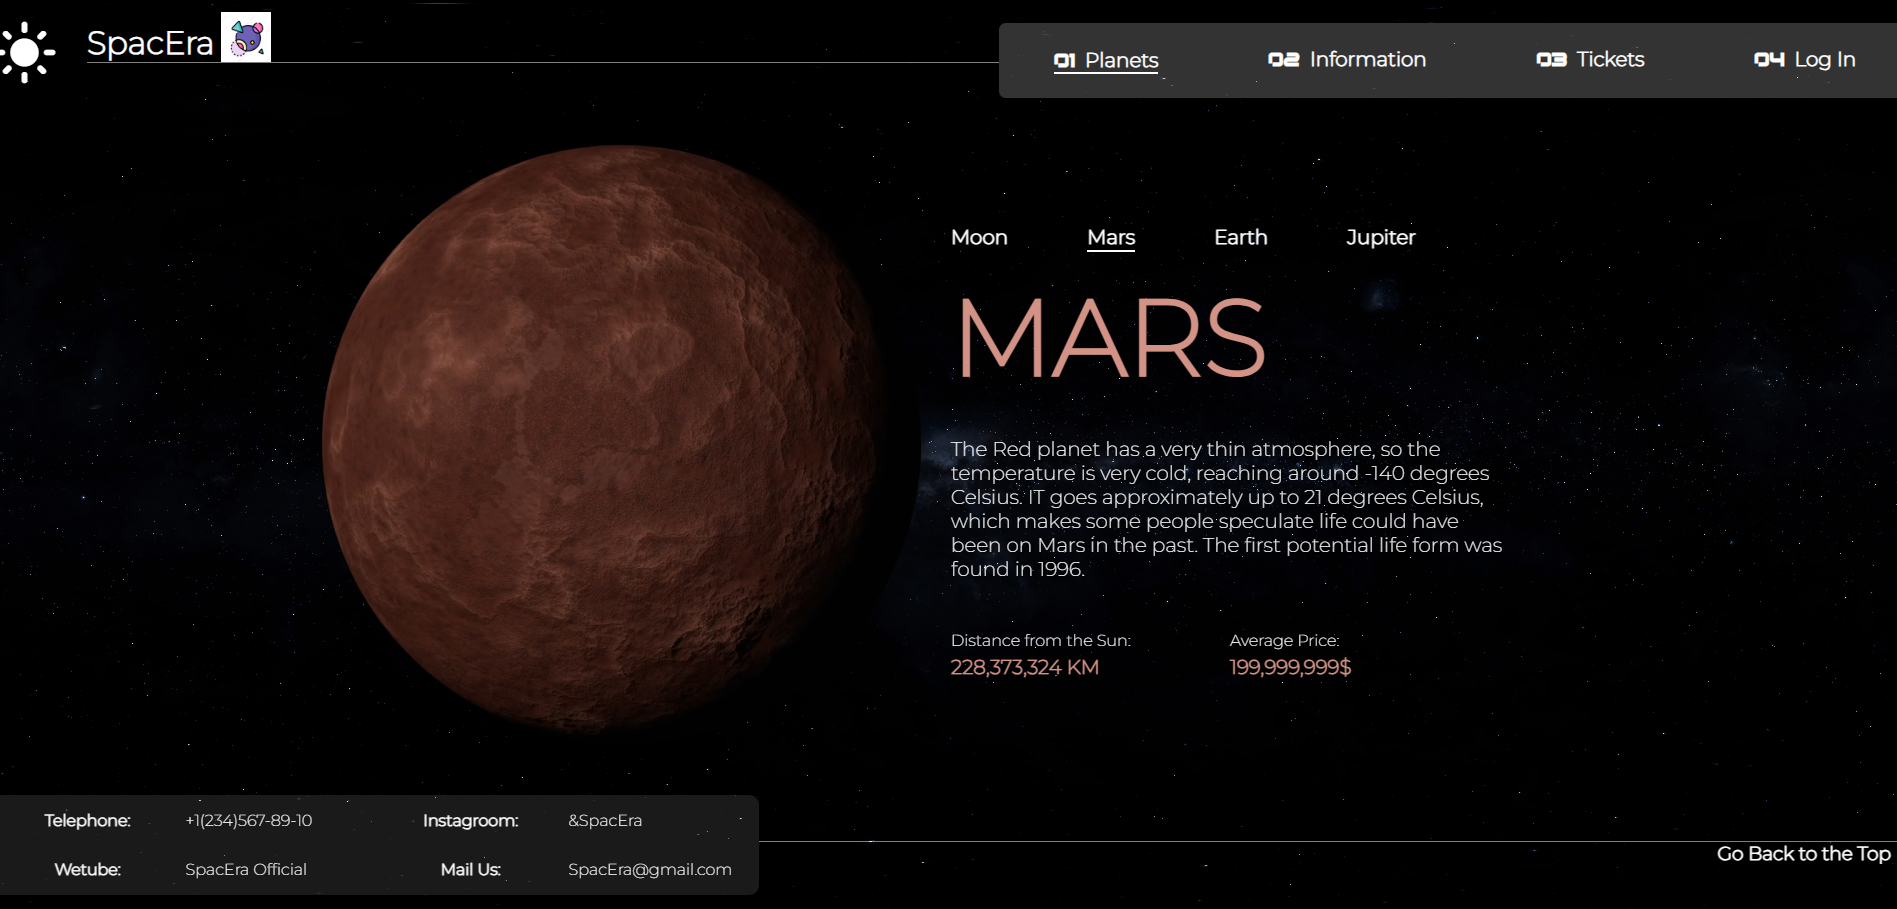 SpacEra
01 Planets
02 Information
03 Tickets
04 Log In
Moon
Mars
Earth
Jupiter
MARS
The Red planet has a very thin atmosphere, so the
temperature is very cold, reaching around -140 degrees
Celsius. IT goes approximately up to 21 degrees Celsius,
which makes some people speculate life could have
been on Mars in the past. The first potential life form was
found in 1996.
Distance from the Sun:
228,373,324 KM
Average Price:
199,999,999$
Telephone: +1(234)567-89-10 Instagroom: &SpacEra
Wetube: SpacEra Official Mail Us: SpacEra@gmail.com
Go Back to the Top